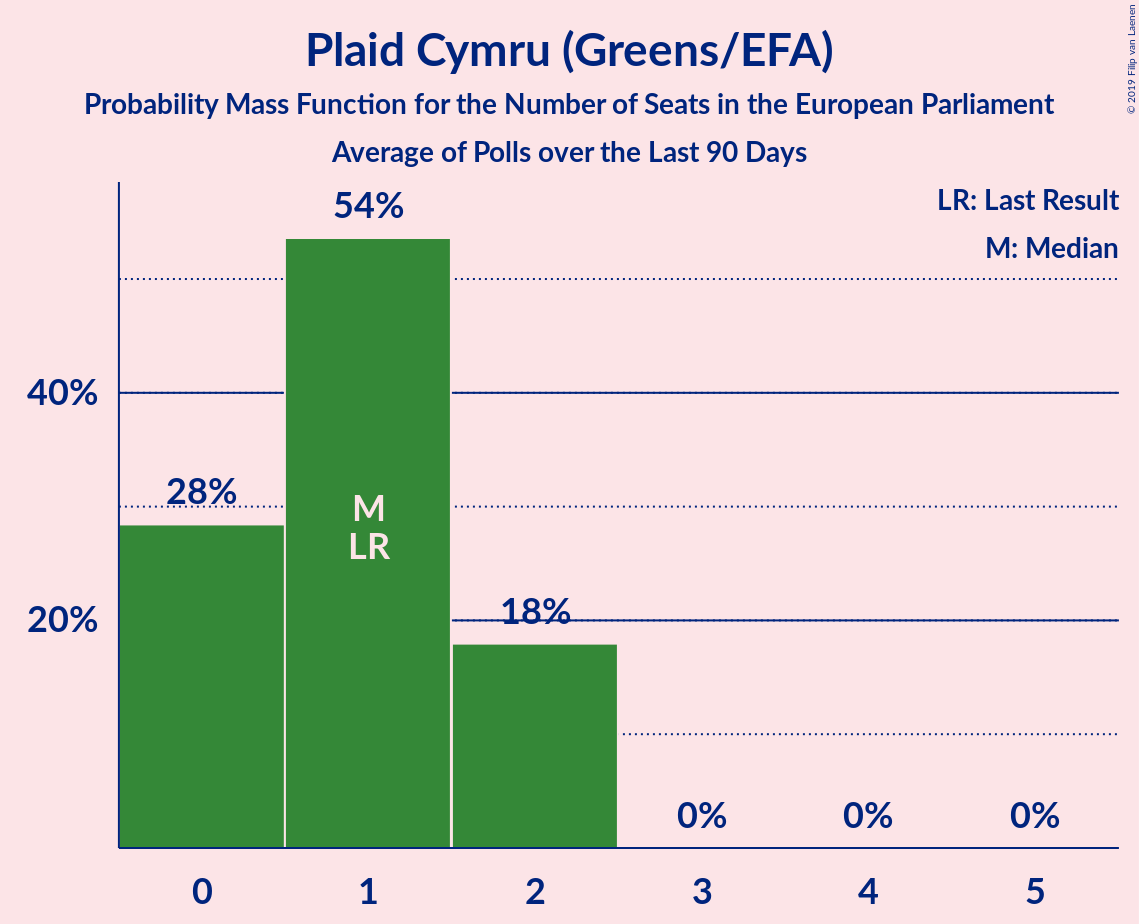 Plaid Cymru (Greens/EFA)
Probability Mass Function for the Number of Seats in the European Parliament
Average of Polls over the Last 90 Days
© 2019 Filip van Laenen
LR: Last Result
M: Median
54%
40%
28%
M
LR
20%
18%
0%
0%
0%
0
1
2
3
4
5